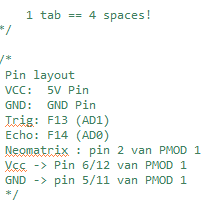 1 tab == 4 spaces!
*/
/*
Pin layout
VCC:  5V Pin
GND:  GND Pin
Trig: F13 (AD1)
Echo: F14 (AD0)
Neomatrix : pin 2 van PMOD 1
Vcc -> Pin 6/12 van PMOD 1
GND -> pin 5/11 van PMOD 1
*/